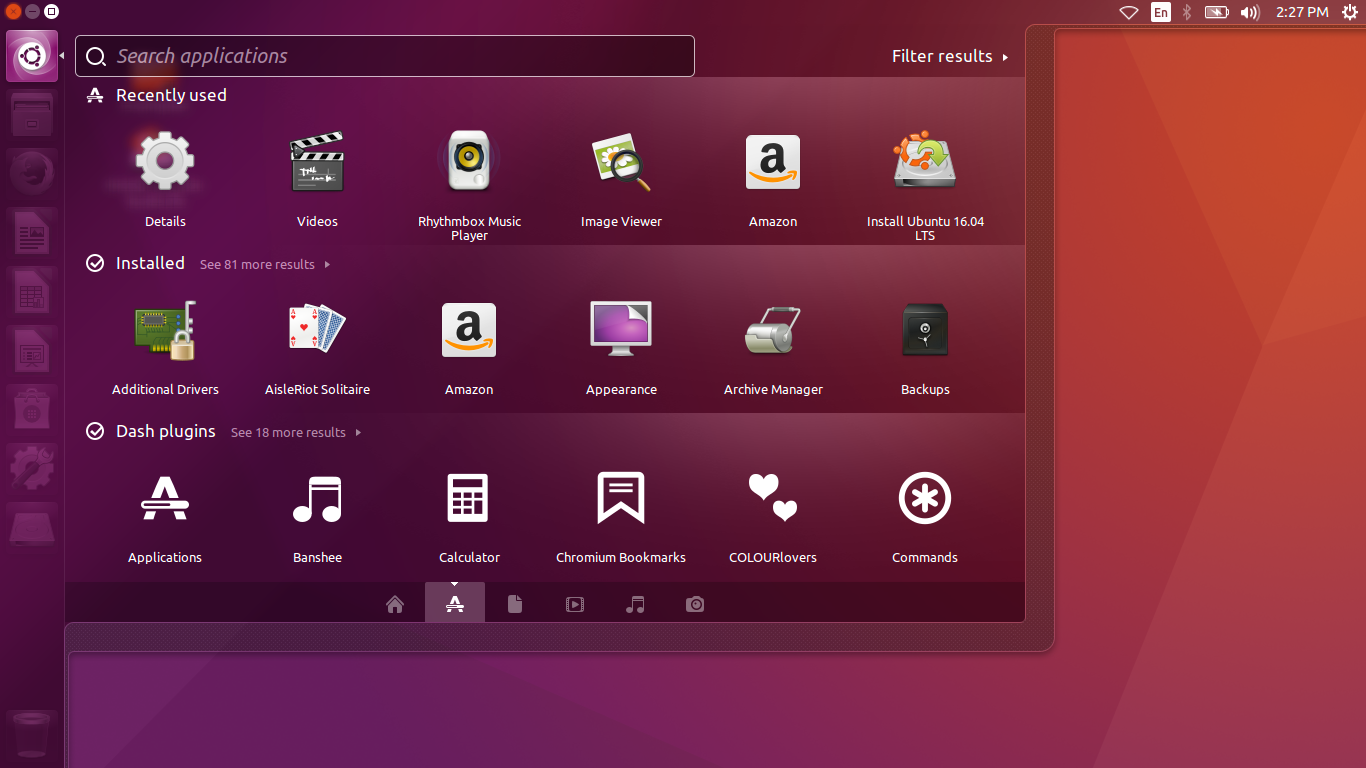 En
2:27 PM
Search applications
Filter results
Recently used
Details
Videos
Rhythmbox Music
Player
Image Viewer
Amazon
Install Ubuntu 16.04
LTS
Installed
See 81 more results
Additional Drivers
AisleRiot Solitaire
Amazon
Appearance
Archive Manager
Backups
Dash plugins
See 18 more results
Applications
Banshee
Calculator
Chromium Bookmarks
COLOURlovers
Commands